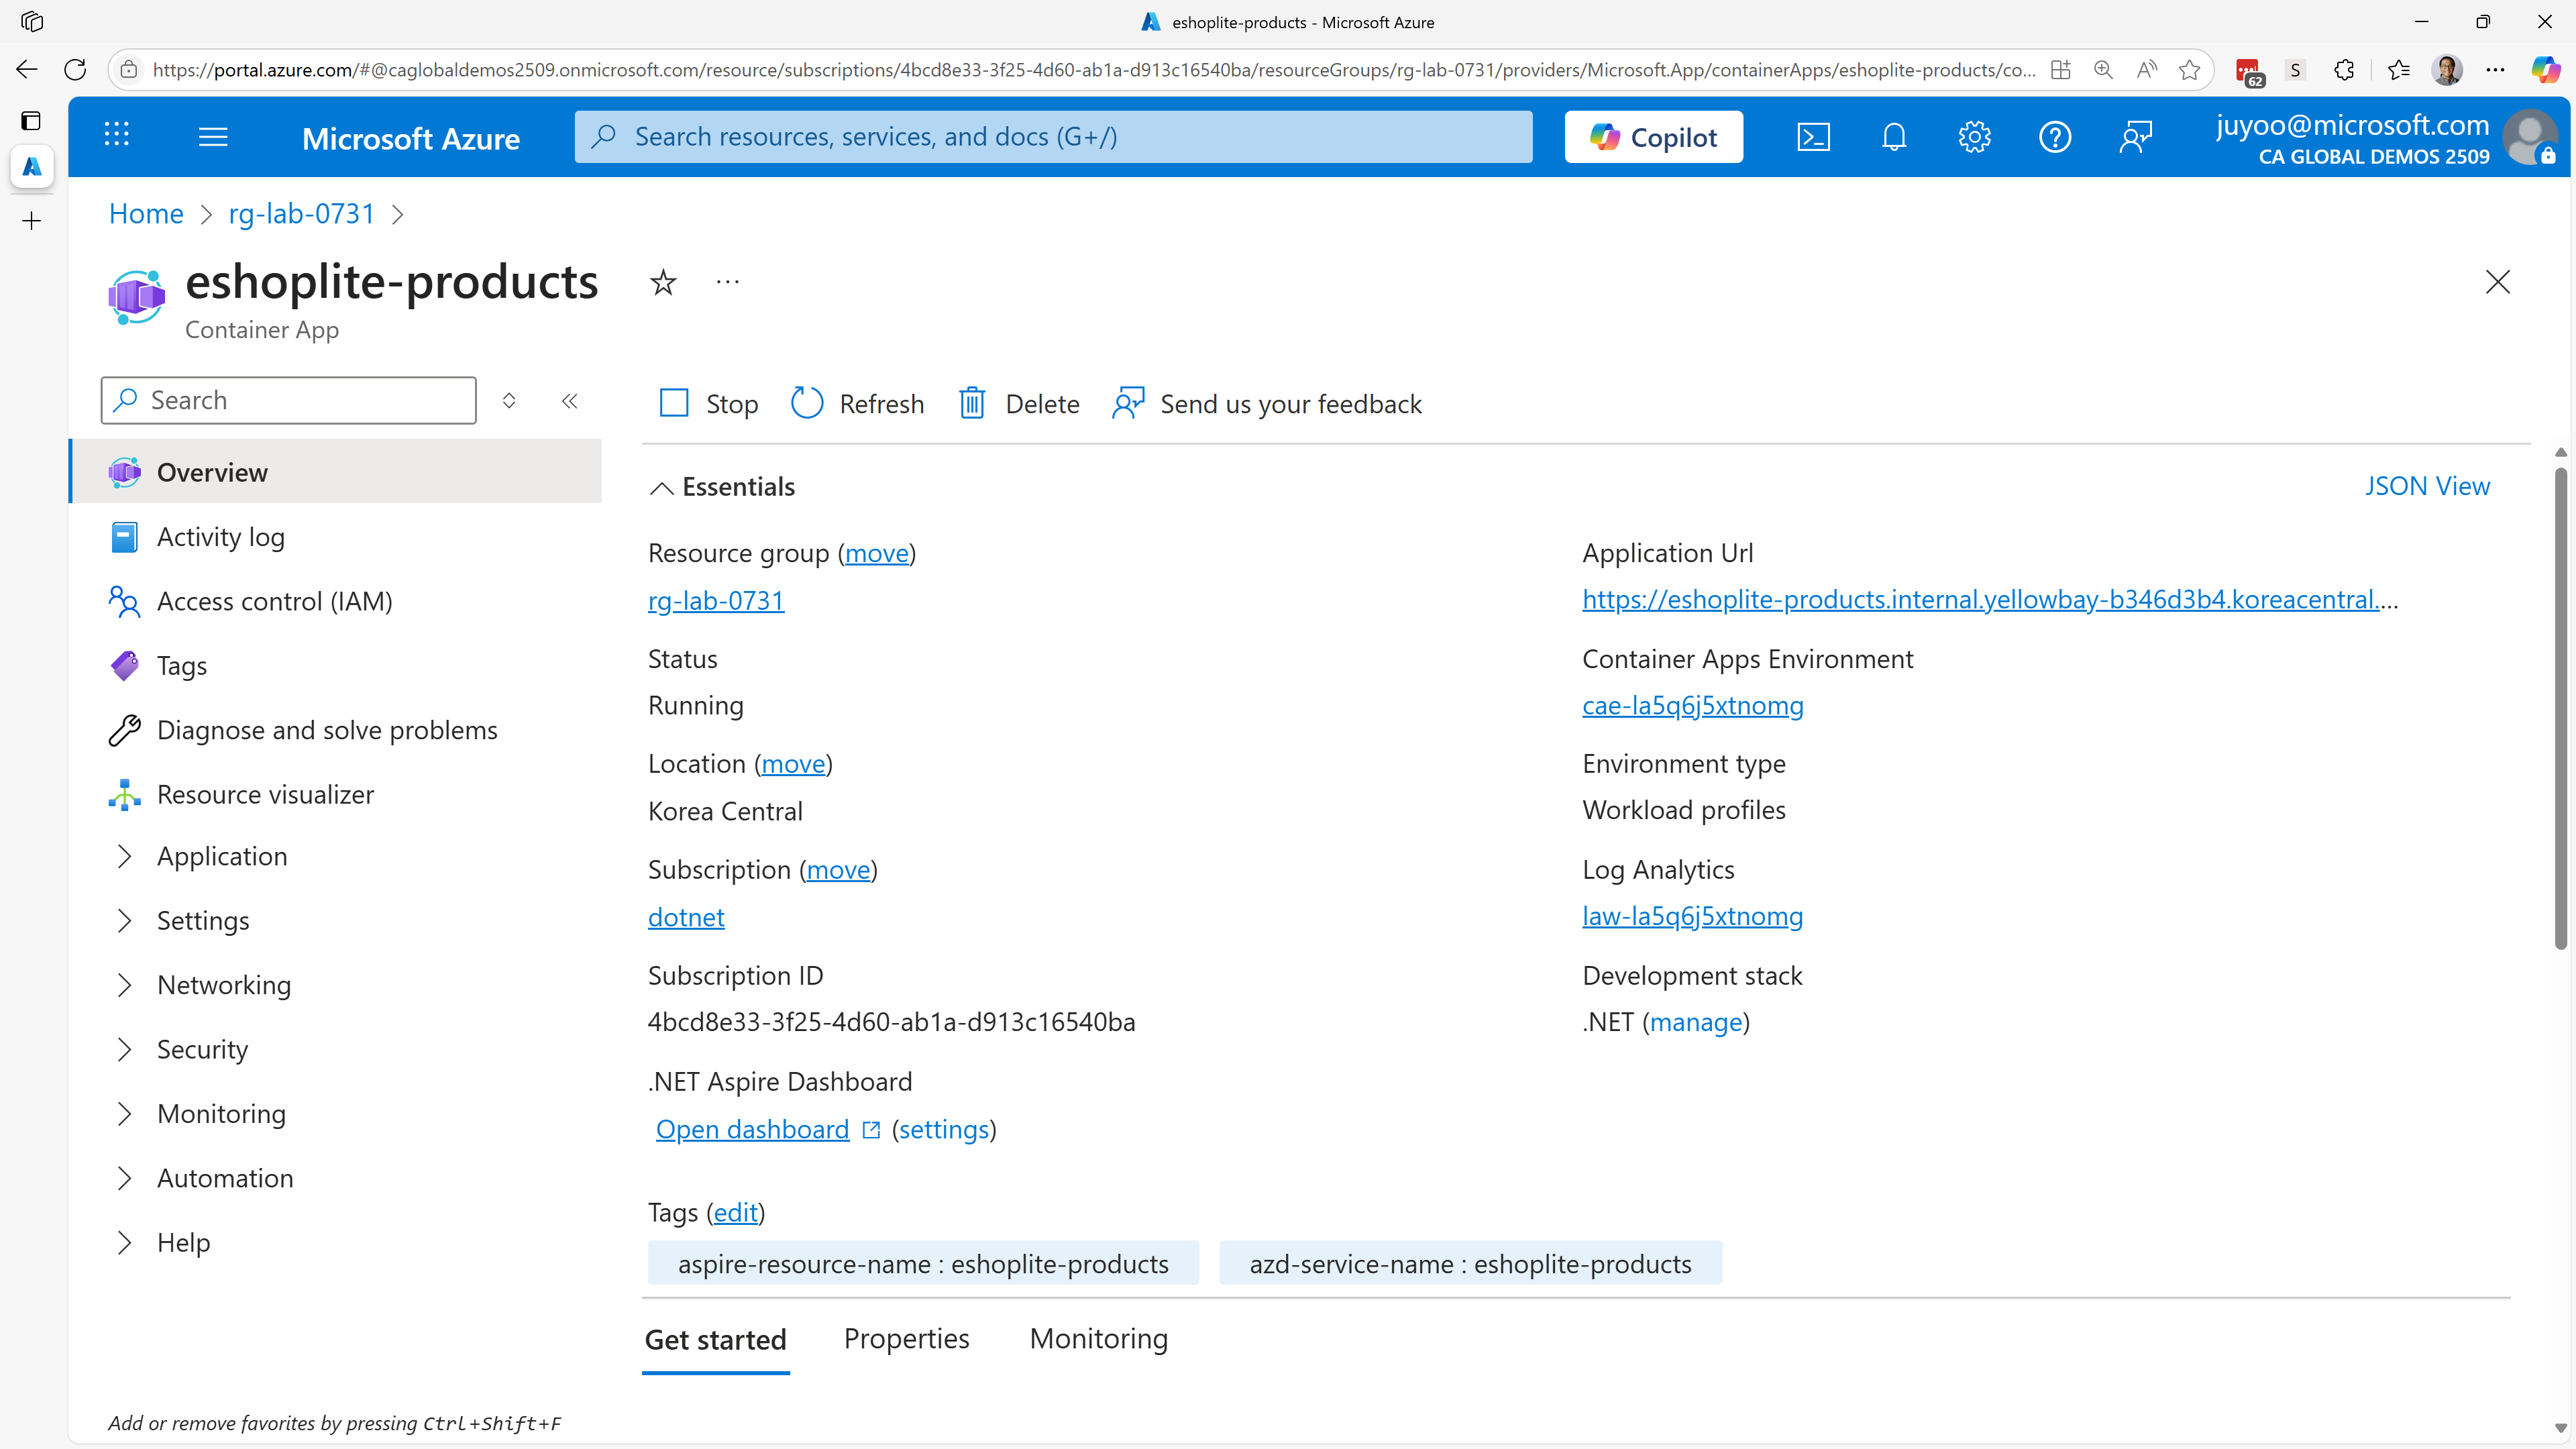 eshoplite-products - Microsoft Azure
https://portal.azure.com/#@caglobaldemos2509.onmicrosoft.com/resource/subscriptions/4bcd8e33-3f25-4d60-ab1a-d913c16540ba/resourceGroups/rg-lab-0731/providers/Microsoft.App/containerApps/eshoplite-products/co...
62
S
Microsoft Azure
Search resources, services, and docs (G+/)
Copilot
juyoo@microsoft.com
CA GLOBAL DEMOS 2509
Home
rg-lab-0731
eshoplite-products
Container App
Search
Stop
Refresh
Delete
Send us your feedback
Overview
Activity log
Access control (IAM)
Tags
Diagnose and solve problems
Resource visualizer
Application
Settings
Networking
Security
Monitoring
Automation
Help
Add or remove favorites by pressing Ctrl+Shift+F
Essentials
JSON View
Resource group (move)
rg-lab-0731
Status
Running
Location (move)
Korea Central
Subscription (move)
dotnet
Subscription ID
4bcd8e33-3f25-4d60-ab1a-d913c16540ba
.NET Aspire Dashboard
Open dashboard (settings)
Application Url
https://eshoplite-products.internal.yellowbay-b346d3b4.koreacentral....
Container Apps Environment
cae-la5q6j5xtnomg
Environment type
Workload profiles
Log Analytics
law-la5q6j5xtnomg
Development stack
.NET (manage)
Tags (edit)
aspire-resource-name : eshoplite-products
azd-service-name : eshoplite-products
Get started
Properties
Monitoring